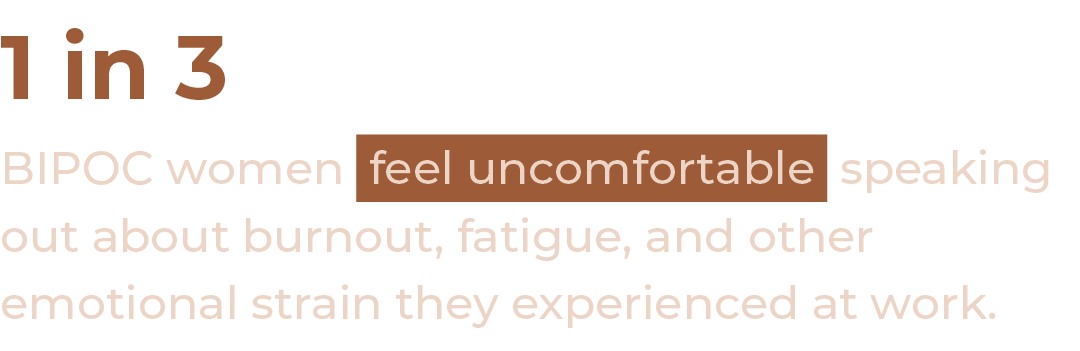 1 in 3
BIPOC women feel uncomfortable speaking
out about burnout, fatigue, and other
emotional strain they experienced at work.